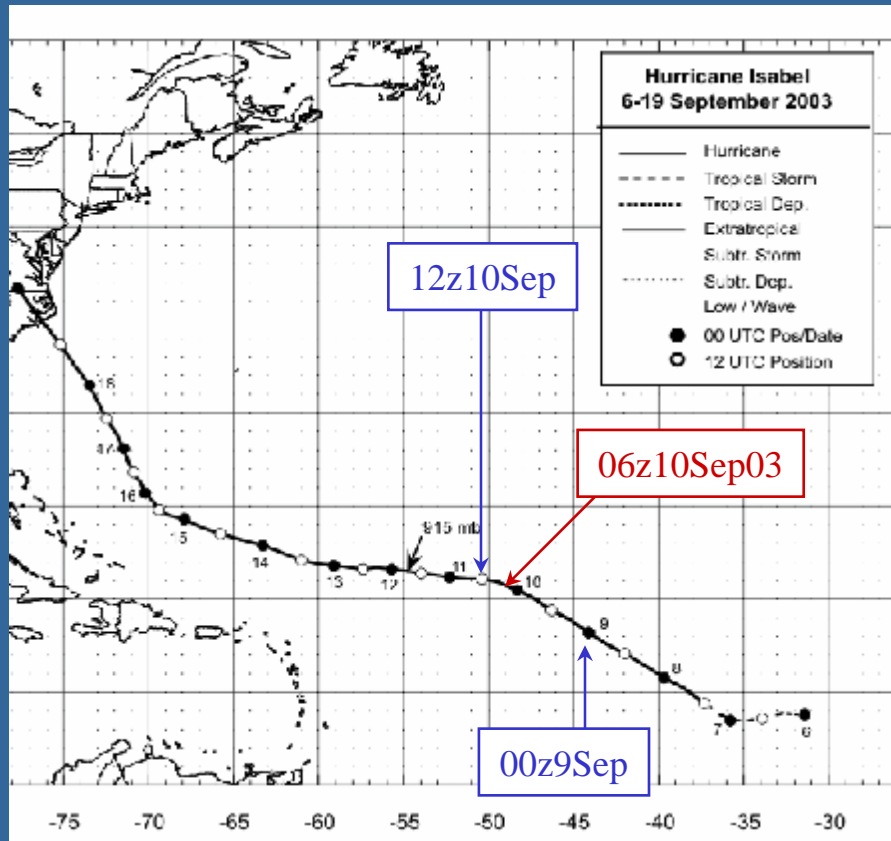 Hurricane Isabel
6-19 September 2003
Hurricane
Tropical Storm
Tropical Dep.
Extratropical
Subtr. Storm
Subtr. Dep.
Low / Wave
00 UTC Pos/Date
12 UTC Position
12z10Sep
06z10Sep03
00z9Sep
18
17
16
15
14
13
12
915 mb
11
10
9
8
7
6
-75 -70 -65 -60 -55 -50 -45 -40 -35 -30